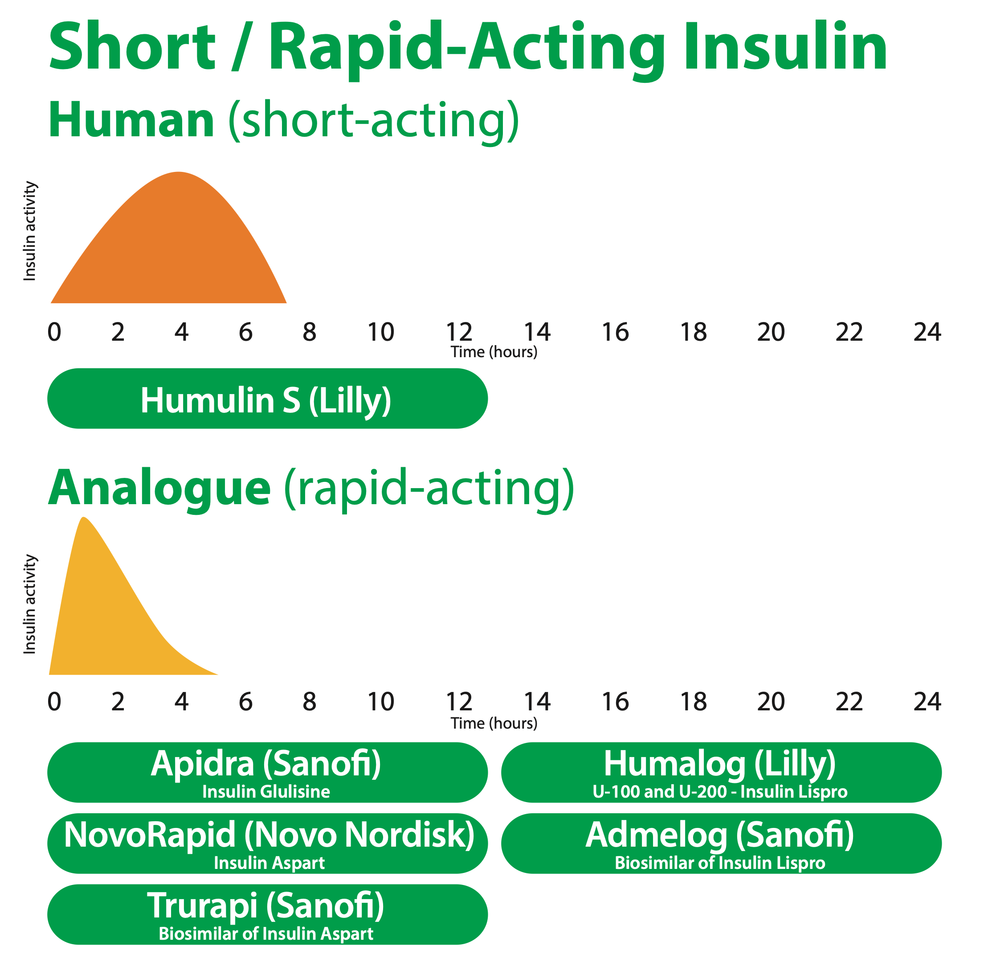 Short / Rapid-Acting Insulin
Human (short-acting)
Insulin activity
0 2 4 6 8 10 12 14 16 18 20 22 24
Time (hours)
Humulin S (Lilly)
Analogue (rapid-acting)
Insulin activity
0 2 4 6 8 10 12 14 16 18 20 22 24
Time (hours)
Apidra (Sanofi)
Insulin Glulisine
Humalog (Lilly)
U-100 and U-200 - Insulin Lispro
NovoRapid (Novo Nordisk)
Insulin Aspart
Admelog (Sanofi)
Biosimilar of Insulin Lispro
Trurapi (Sanofi)
Biosimilar of Insulin Aspart